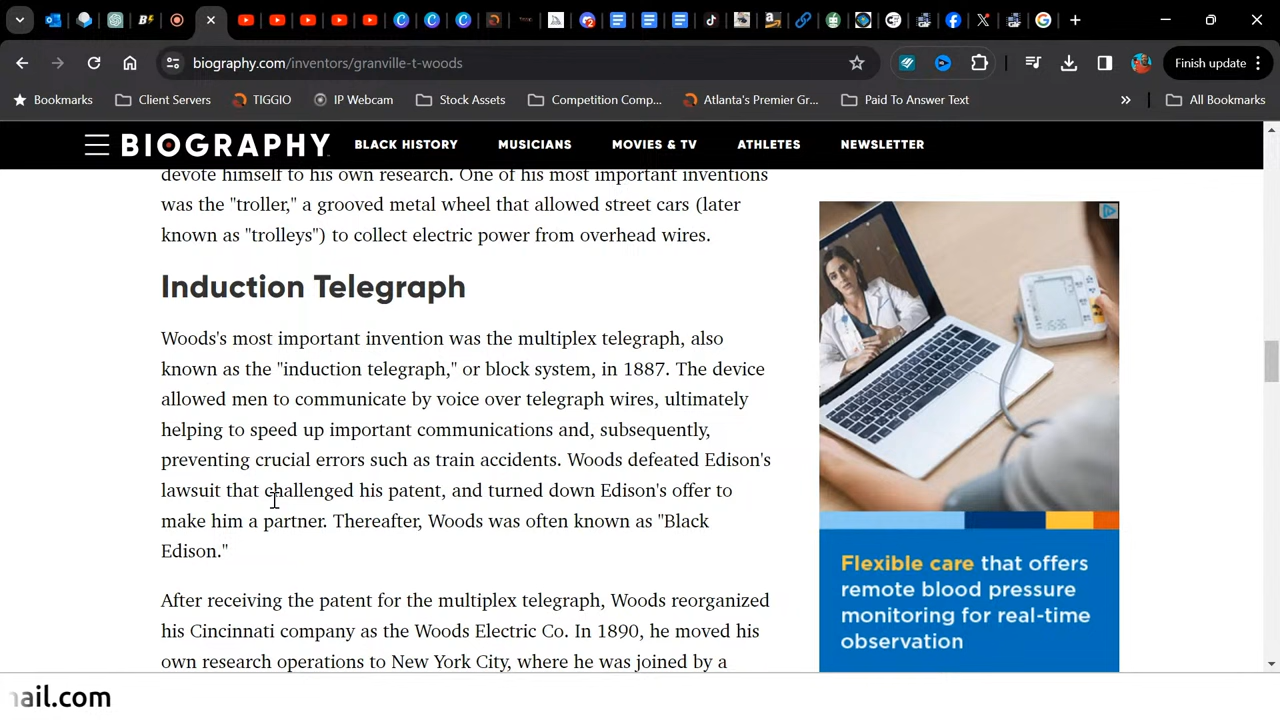 biography.com/inventors/granville-t-woods
Finish update
Bookmarks
Client Servers
TIGGIO
IP Webcam
Stock Assets
Competition Comp...
Atlanta's Premier Gr...
Paid To Answer Text
»
All Bookmarks
BIOGRAPHY
BLACK HISTORY
MUSICIANS
MOVIES & TV
ATHLETES
NEWSLETTER
devote himself to his own research. One of his most important inventions
was the "troller," a grooved metal wheel that allowed street cars (later
known as "trolleys") to collect electric power from overhead wires.
Induction Telegraph
Woods's most important invention was the multiplex telegraph, also
known as the "induction telegraph," or block system, in 1887. The device
allowed men to communicate by voice over telegraph wires, ultimately
helping to speed up important communications and, subsequently,
preventing crucial errors such as train accidents. Woods defeated Edison's
lawsuit that challenged his patent, and turned down Edison's offer to
make him a partner. Thereafter, Woods was often known as "Black
Edison."
After receiving the patent for the multiplex telegraph, Woods reorganized
his Cincinnati company as the Woods Electric Co. In 1890, he moved his
own research operations to New York City, where he was joined by a
Flexible care that offers
remote blood pressure
monitoring for real-time
observation
ail.com